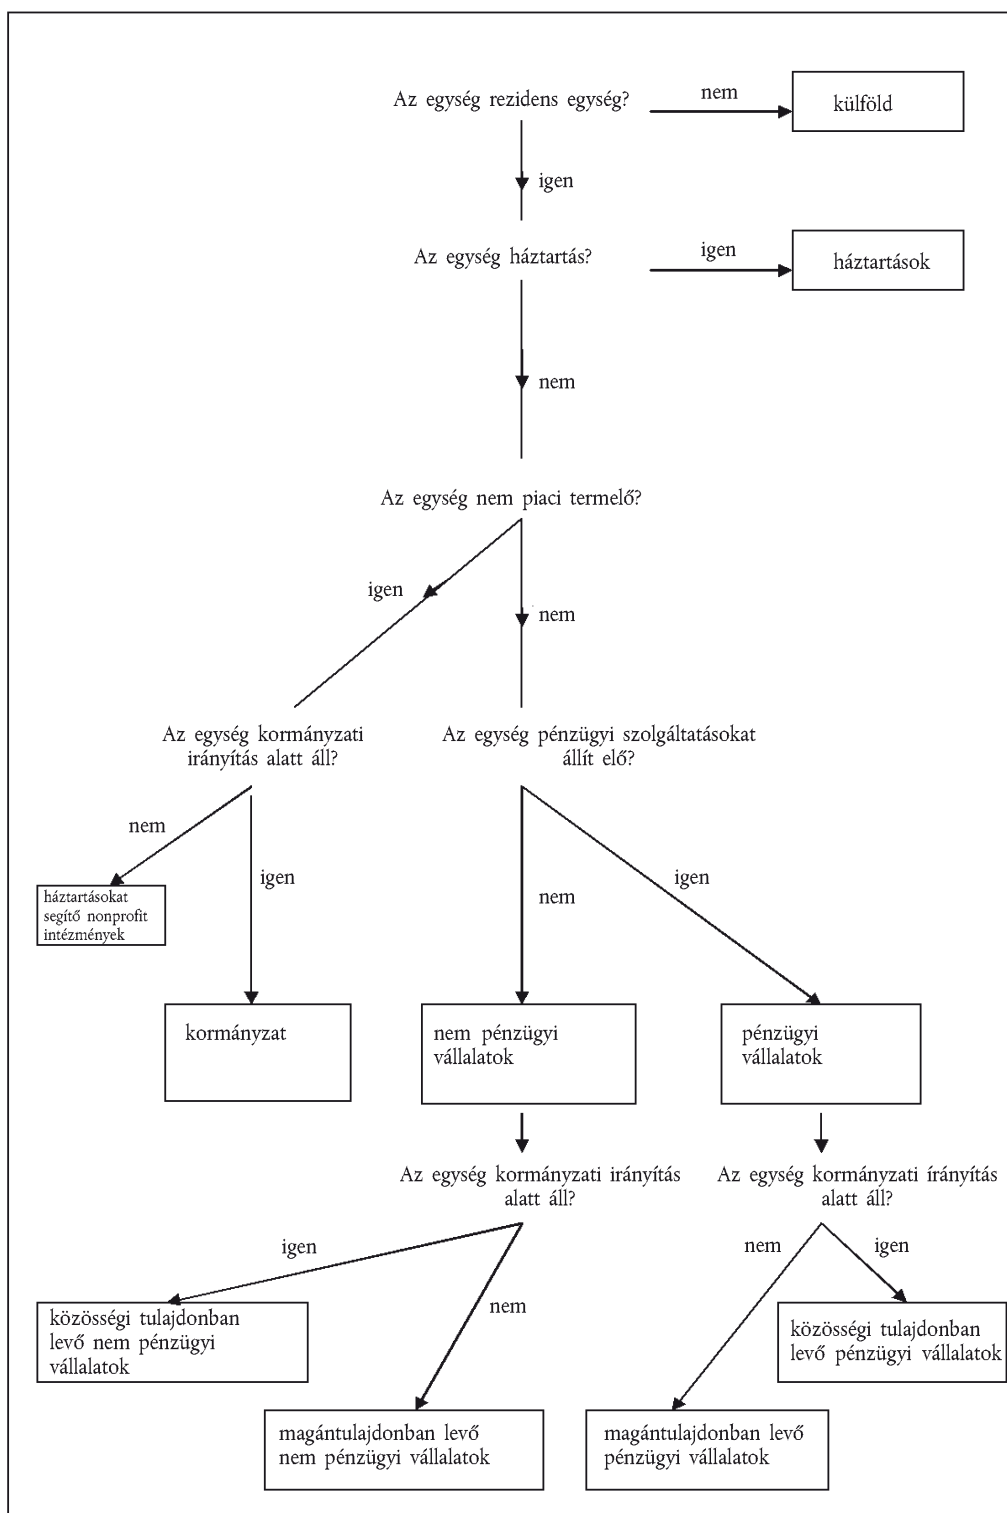 Az egység rezidens egység?
nem
külföld
igen
Az egység háztartás?
igen
háztartások
nem
Az egység nem piaci termelő?
igen
nem
Az egység kormányzati
irányítás alatt áll?
Az egység pénzügyi szolgáltatásokat
állít elő?
nem
igen
nem
igen
háztartásokat
segítő nonprofit
intézmények
kormányzat
nem pénzügyi
vállalatok
pénzügyi
vállalatok
Az egység kormányzati irányítás
alatt áll?
Az egység kormányzati írányítás
alatt áll?
igen
nem
nem
igen
közösségi tulajdonban
levő nem pénzügyi
vállalatok
közösségi tulajdonban
levő pénzügyi vállalatok
magántulajdonban levő
nem pénzügyi vállalatok
magántulajdonban levő
pénzügyi vállalatok